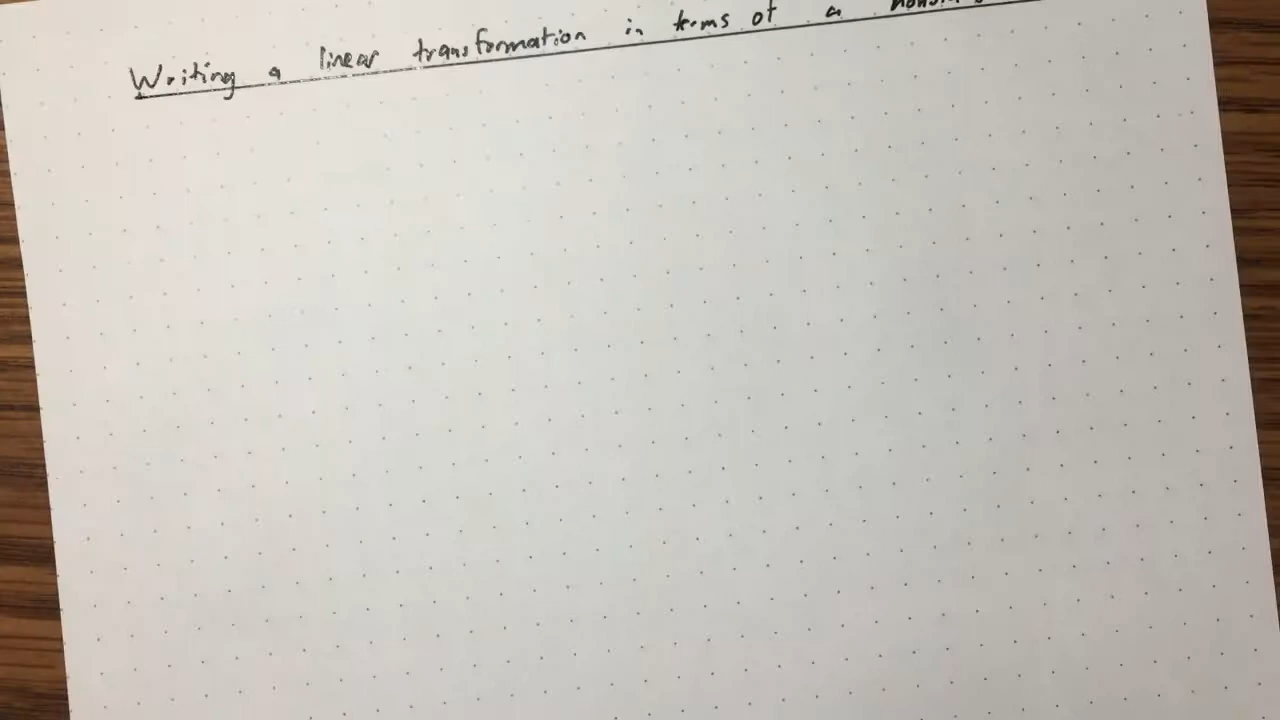 Writing a linear transformation in terms of a